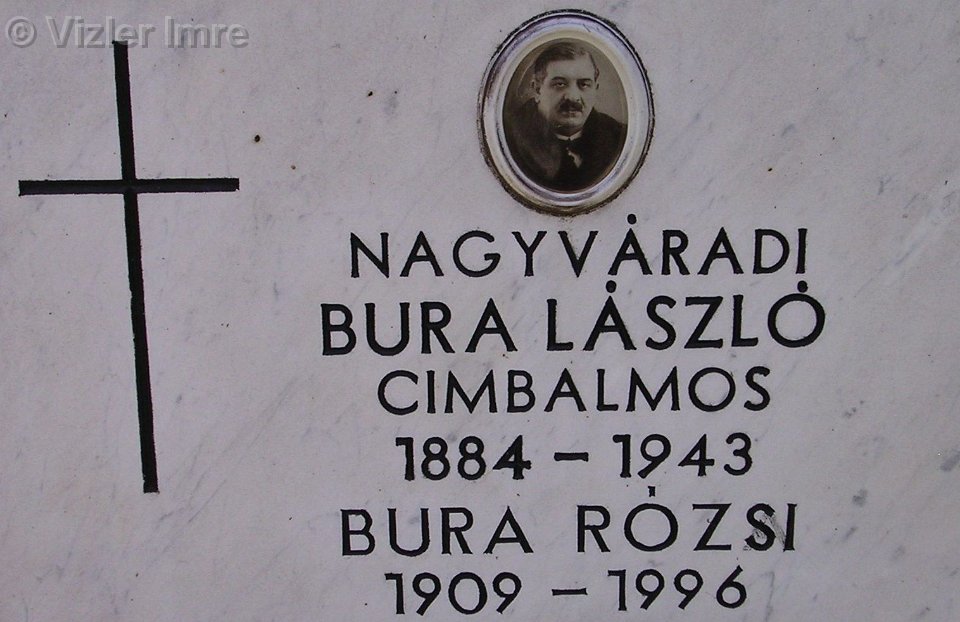 © Vizler Imre
NAGYVÁRADI
BURA LÁSZLÓ
CIMBALMOS
1884 – 1943
BURA RÓZSI
1909 – 1996